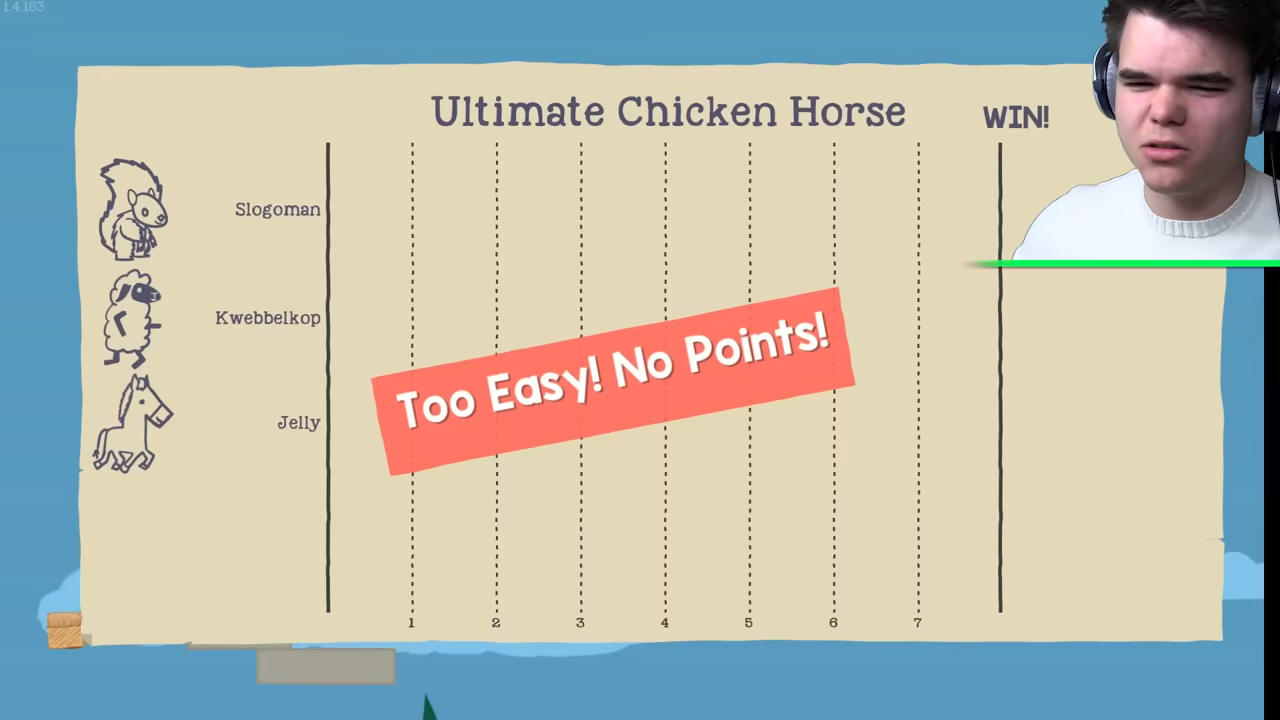 1.4.163
Ultimate Chicken Horse
WIN!
Slogoman
Kwebbelkop
Jelly
Too Easy! No Points!
1 2 3 4 5 6 7